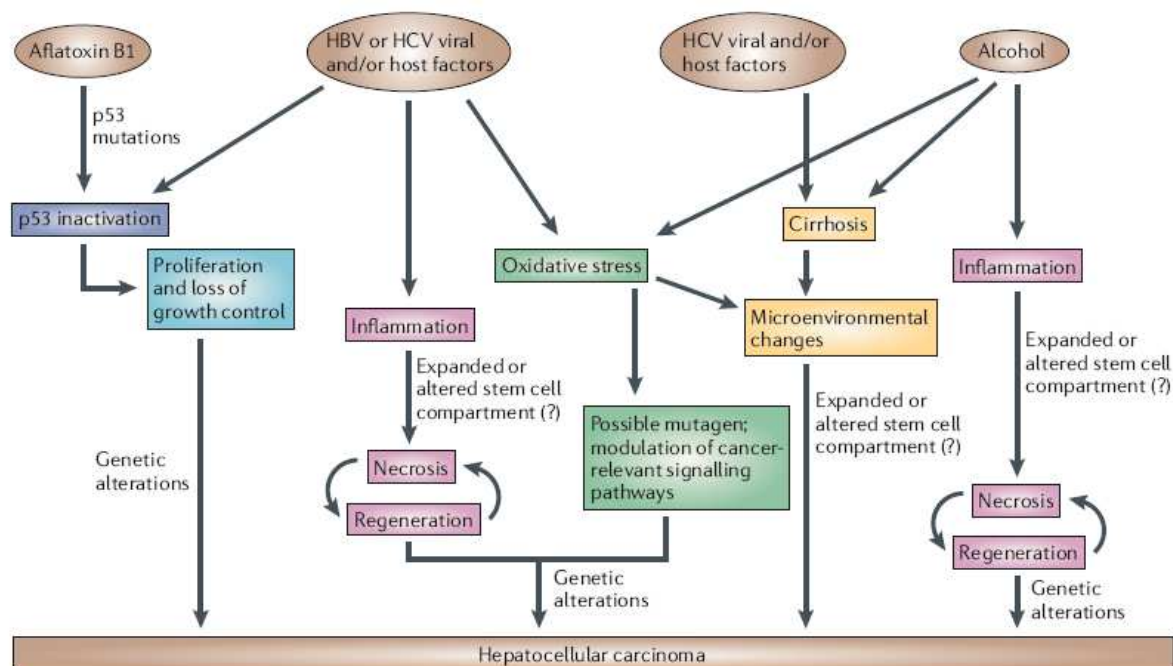 Aflatoxin B1
HBV or HCV viral
and/or host factors
HCV viral and/or
host factors
Alcohol
p53
mutations
p53 inactivation
Cirrhosis
Proliferation
and loss of
growth control
Oxidative stress
Inflammation
Inflammation
Microenvironmental
changes
Expanded or
altered stem cell
compartment (?)
Expanded or
altered stem cell
compartment (?)
Expanded or
altered stem cell
compartment (?)
Possible mutagen;
modulation of cancer-
relevant signalling
pathways
Genetic
alterations
Necrosis
Regeneration
Necrosis
Regeneration
Genetic
alterations
Genetic
alterations
Hepatocellular carcinoma